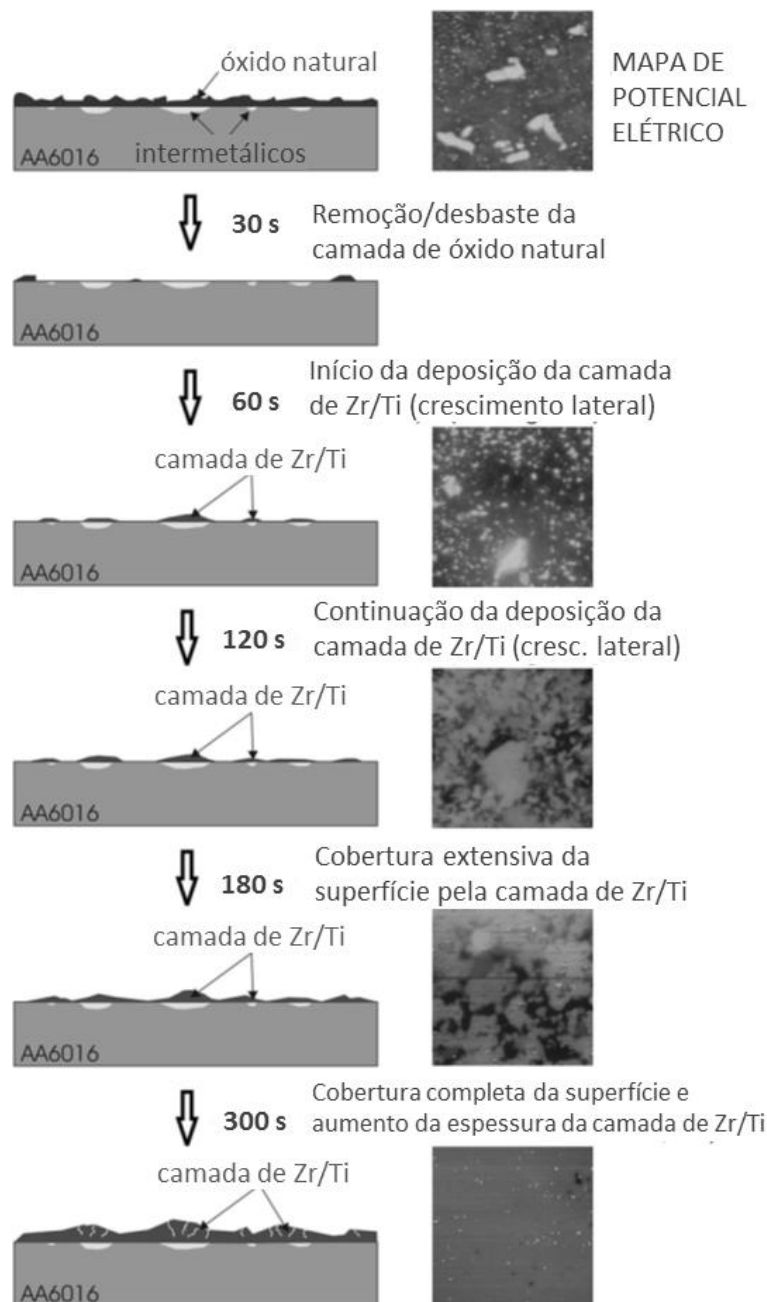 óxido natural
MAPA DE
POTENCIAL
ELÉTRICO
intermetálicos
AA6016
30 s
Remoção/desbaste da
camada de óxido natural
AA6016
60 s
Início da deposição da camada
de Zr/Ti (crescimento lateral)
camada de Zr/Ti
AA6016
120 s
Continuação da deposição da
camada de Zr/Ti (cresc. lateral)
camada de Zr/Ti
AA6016
180 s
Cobertura extensiva da
superfície pela camada de Zr/Ti
camada de Zr/Ti
AA6016
300 s
Cobertura completa da superfície e
aumento da espessura da camada de Zr/Ti
camada de Zr/Ti
AA6016